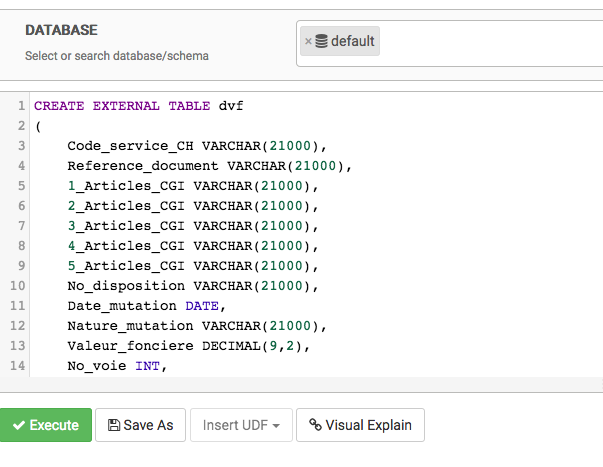 DATABASE
Select or search database/schema
× default
1 CREATE EXTERNAL TABLE dvf
2 (
3 Code_service_CH VARCHAR(21000),
4 Reference_document VARCHAR(21000),
5 1_Articles_CGI VARCHAR(21000),
6 2_Articles_CGI VARCHAR(21000),
7 3_Articles_CGI VARCHAR(21000),
8 4_Articles_CGI VARCHAR(21000),
9 5_Articles_CGI VARCHAR(21000),
10 No_disposition VARCHAR(21000),
11 Date_mutation DATE,
12 Nature_mutation VARCHAR(21000),
13 Valeur_fonciere DECIMAL(9,2),
14 No_voie INT,
Execute Save As Insert UDF Visual Explain